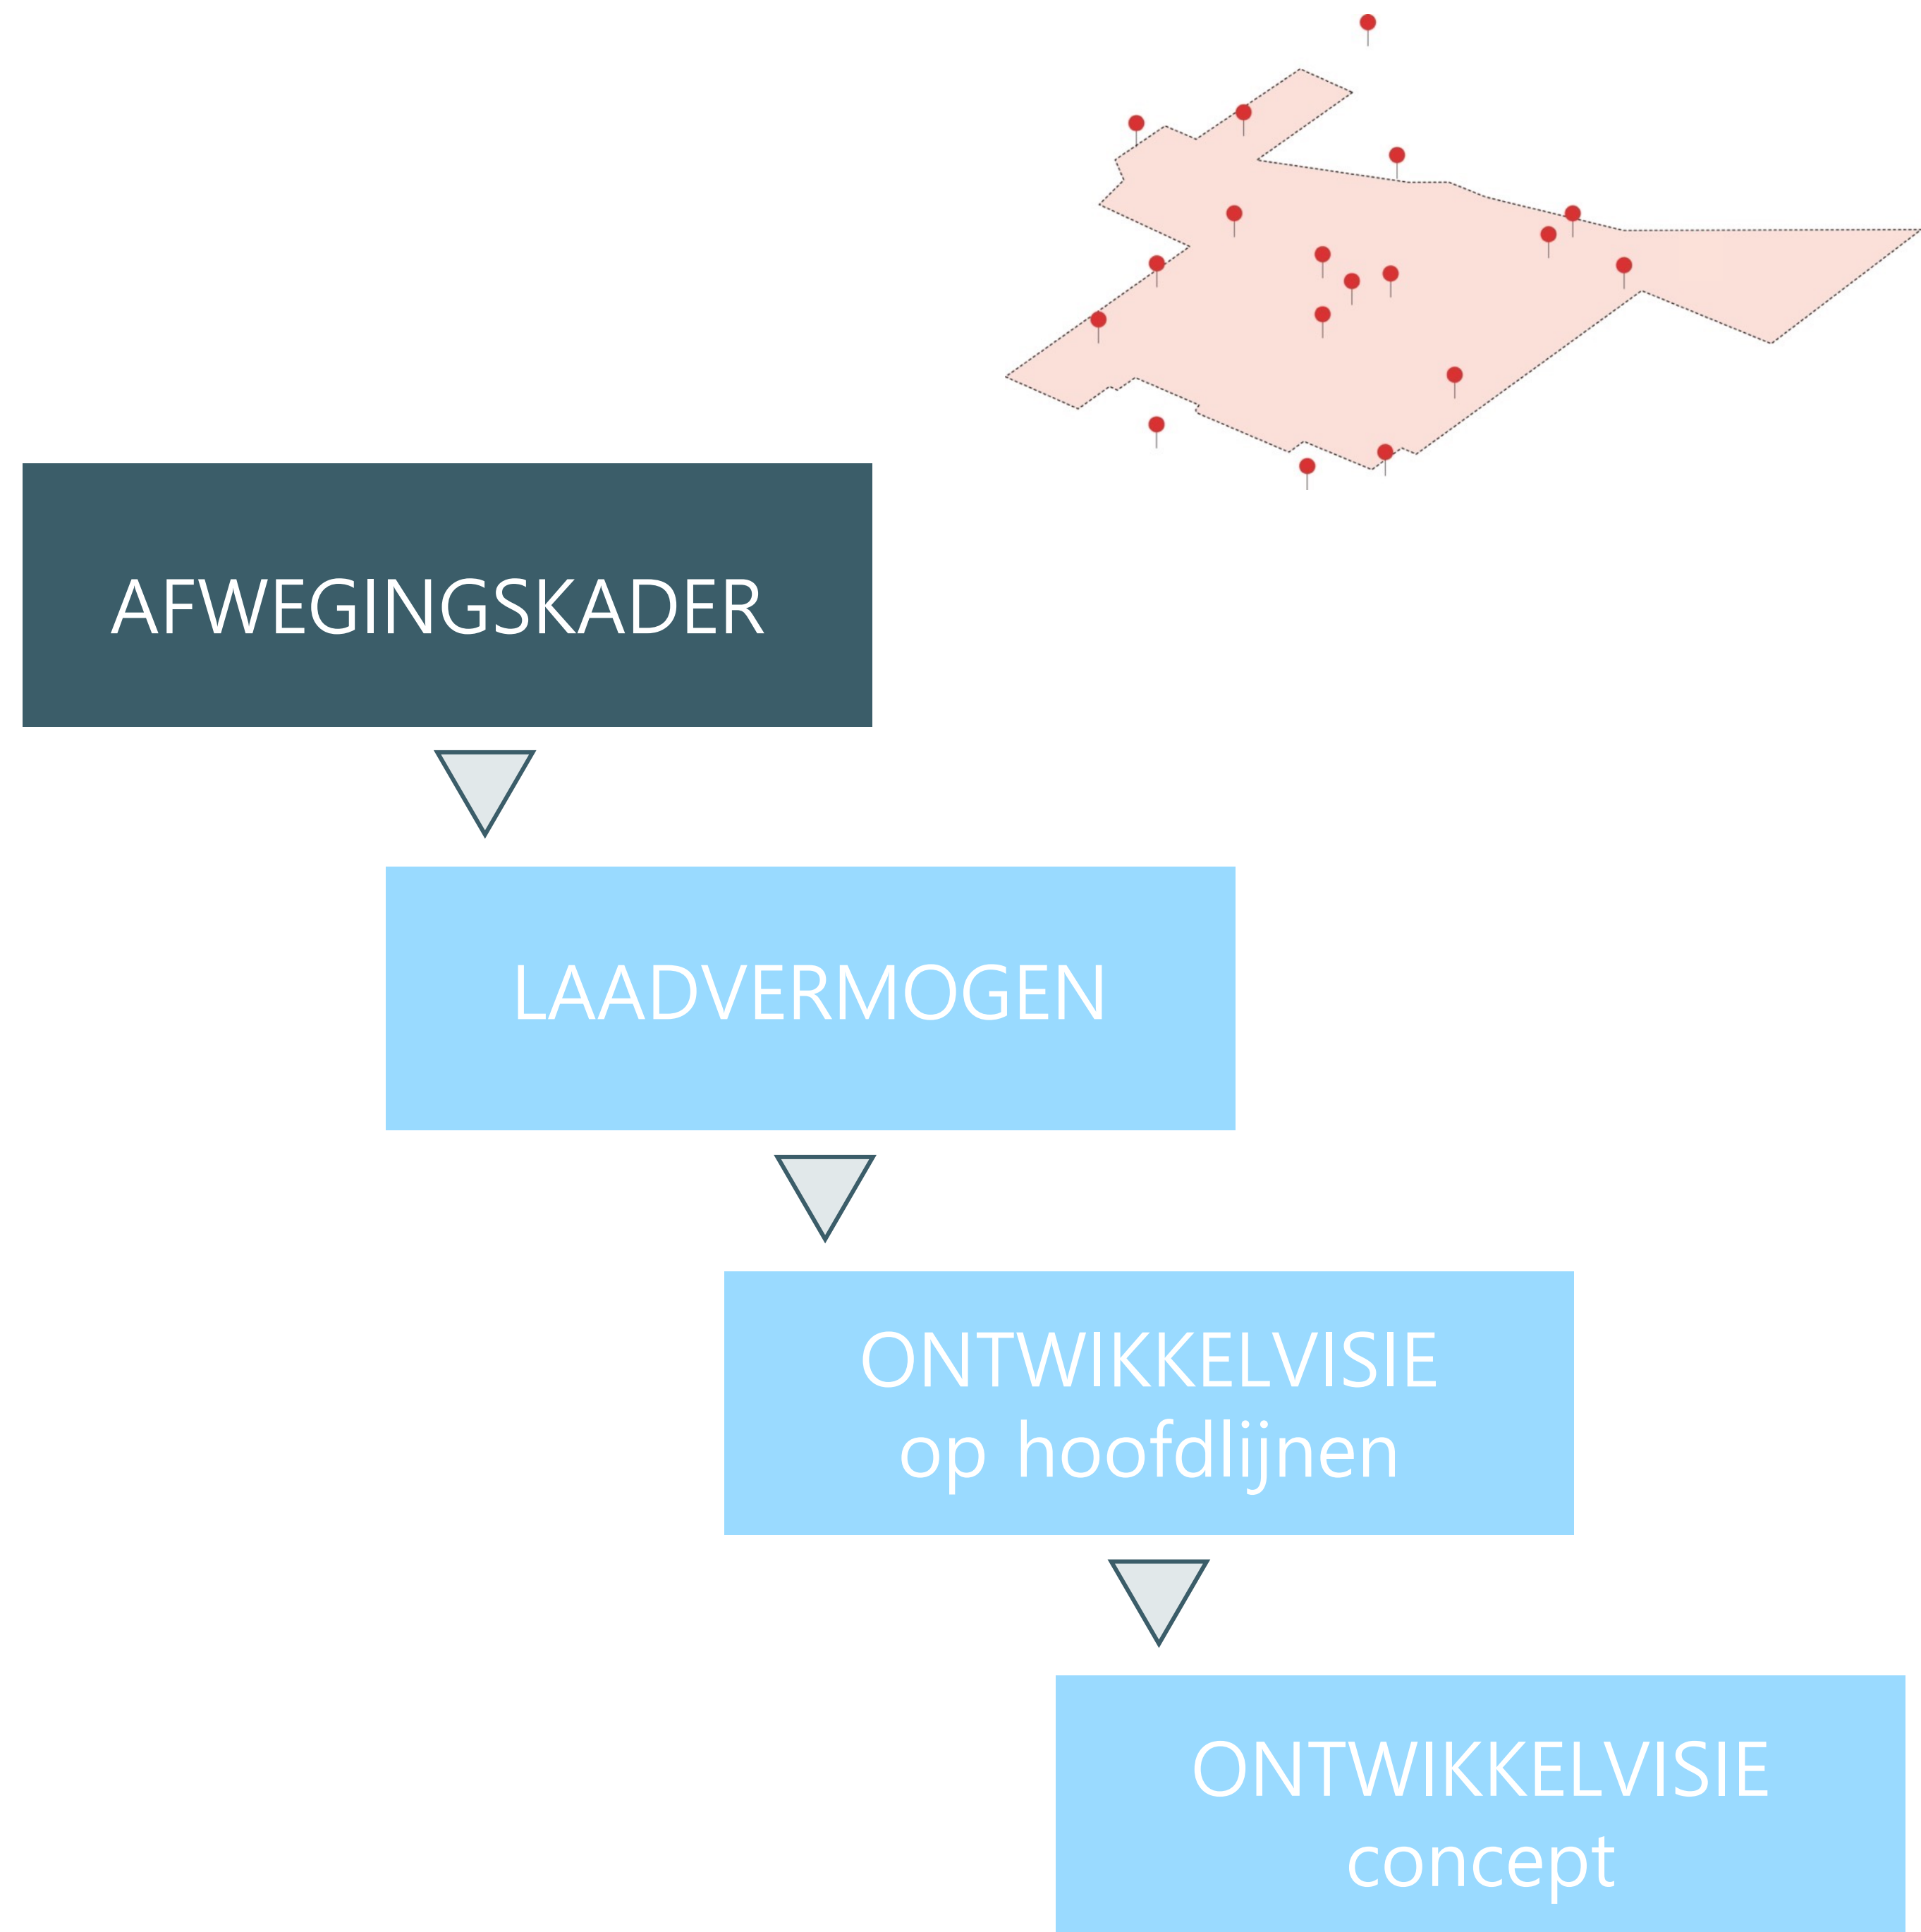 AFWEGINGSKADER
LAADVERMOGEN
ONTWIKKELVISIE
op hoofdlijnen
ONTWIKKELVISIE
concept